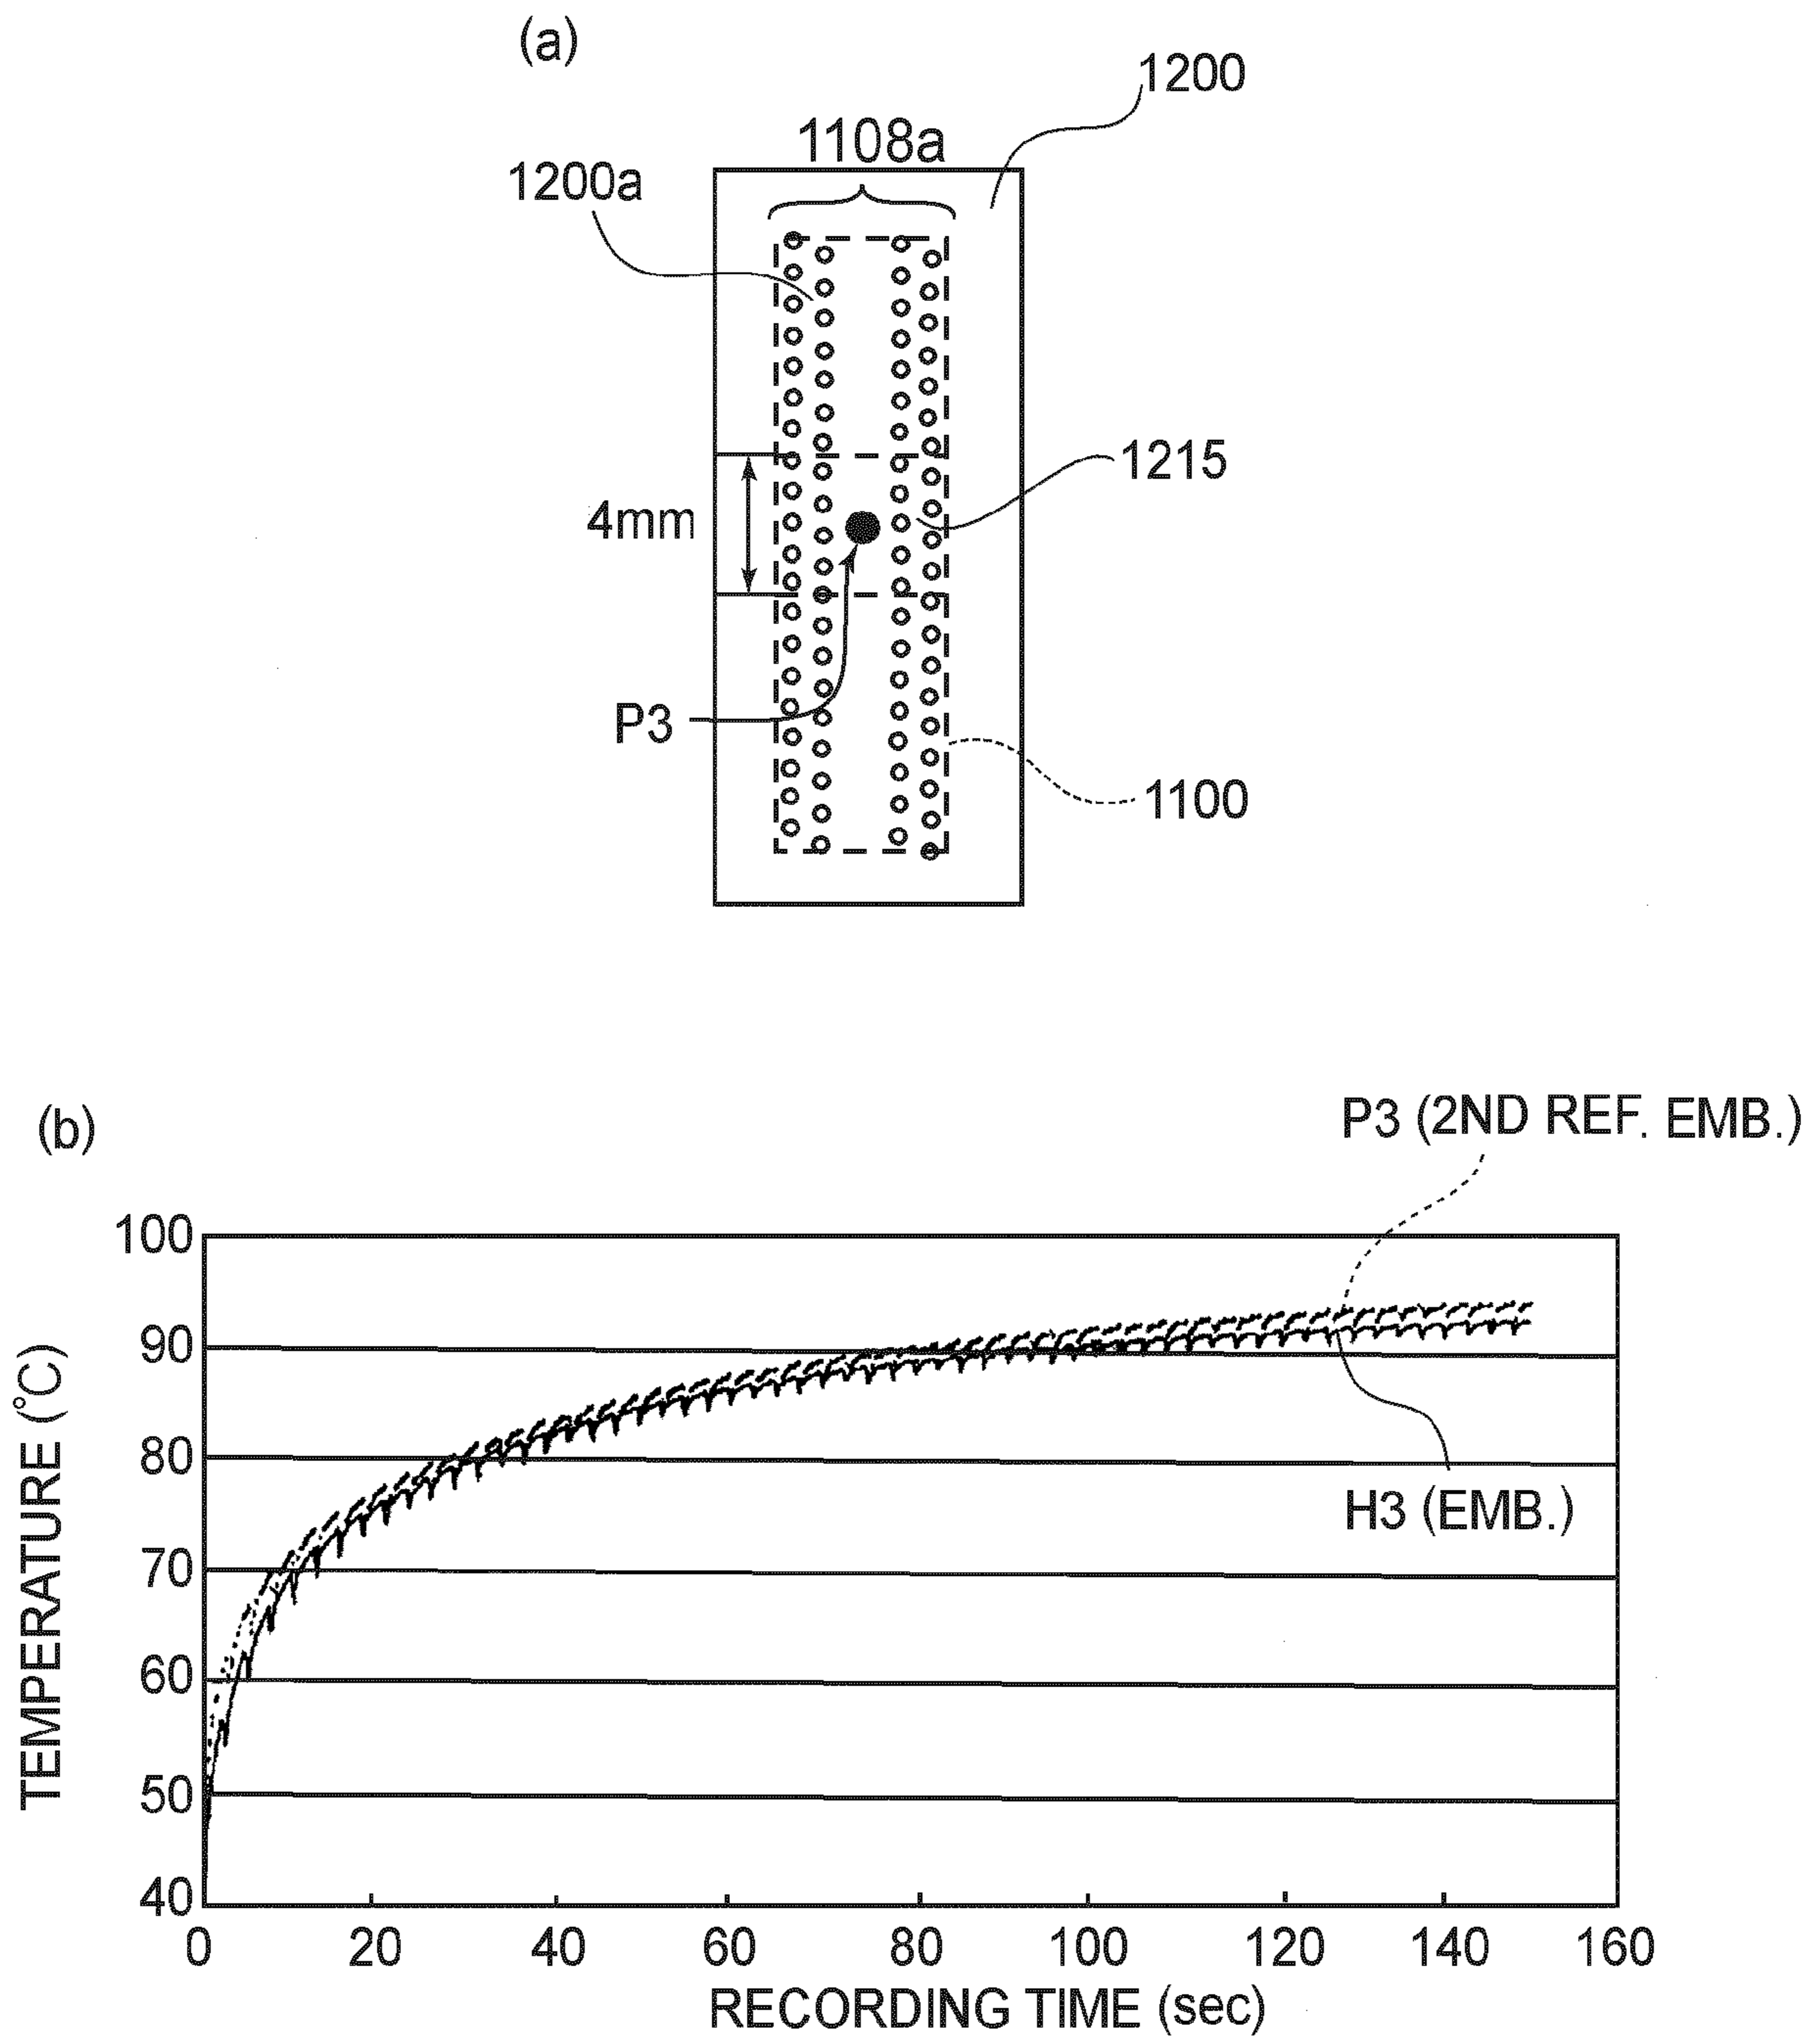 (a)
1200
1108a
1200a
1215
4mm
P3
1100
(b)
P3 (2ND REF. EMB.)
100
90
80
70
60
50
40
H3 (EMB.)
TEMPERATURE (°C)
0 20 40 60 80 100 120 140 160
RECORDING TIME (sec)